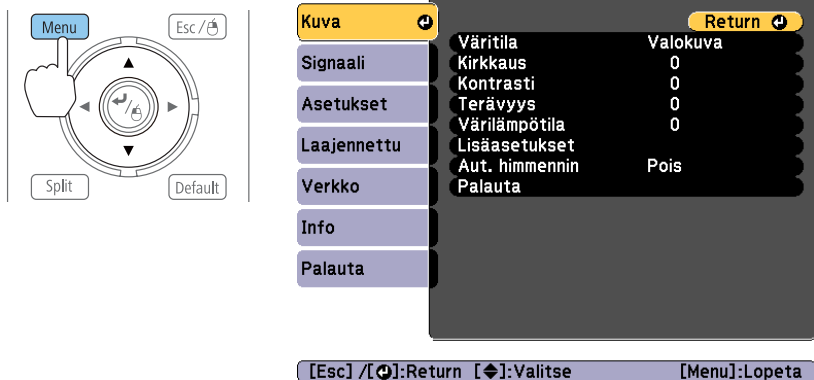 Menu
Esc/
Split
Default
Kuva
Signaali
Asetukset
Laajennettu
Verkko
Info
Palauta
Return
Väritila Valokuva
Kirkkaus 0
Kontrasti 0
Terävyys 0
Värilämpötila 0
Lisäasetukset
Aut. himmennin Pois
Palauta
[Esc] /[⏎]:Return [◆]:Valitse [Menu]:Lopeta